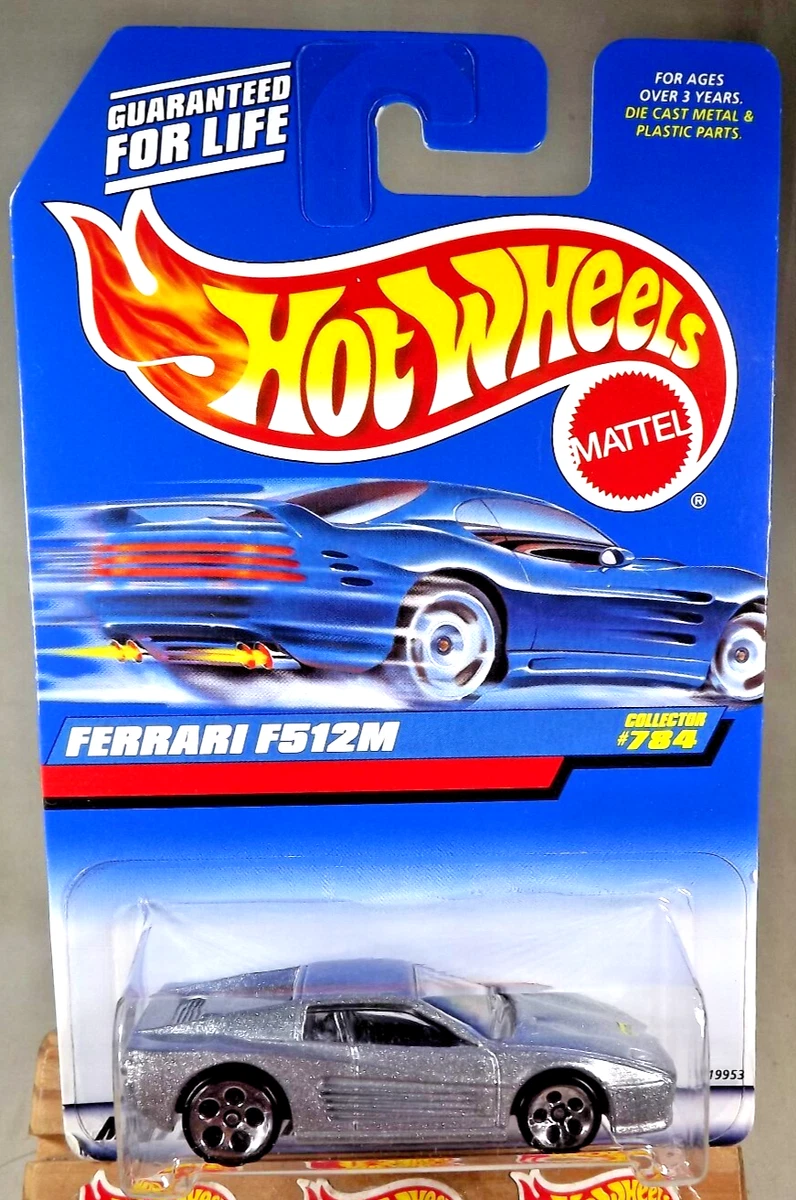 GUARANTEED
FOR LIFE
FOR AGES
OVER 3 YEARS.
DIE CAST METAL &
PLASTIC PARTS.
HOT WHEELS
MATTEL
®
FERRARI F512M
COLLECTOR
#784
19953